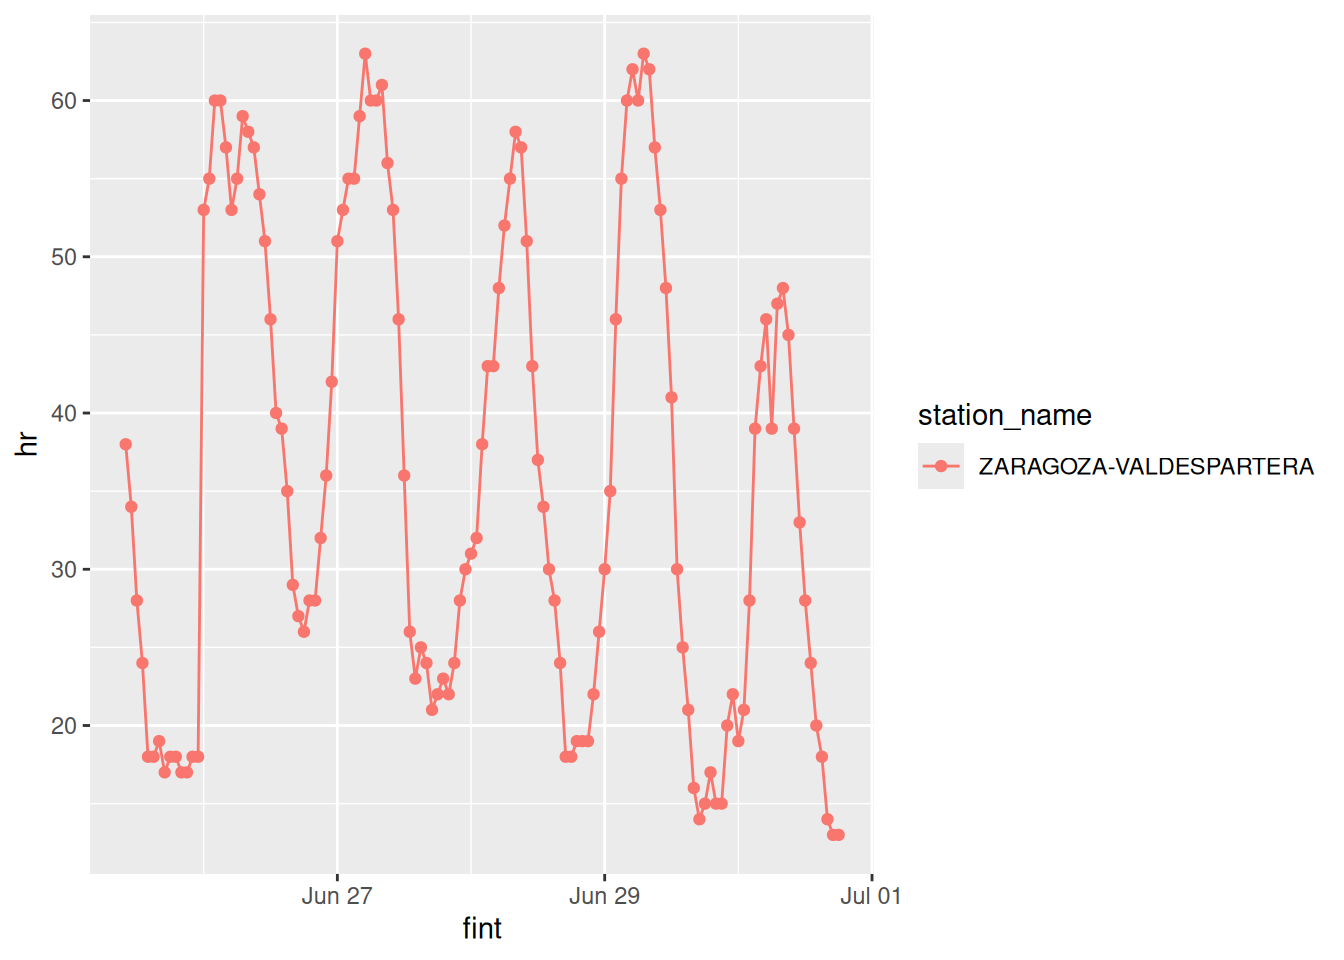 60
50
40
30
20
hr
Jun 27
Jun 29
Jul 01
fint
station_name
ZARAGOZA-VALDESPARTERA